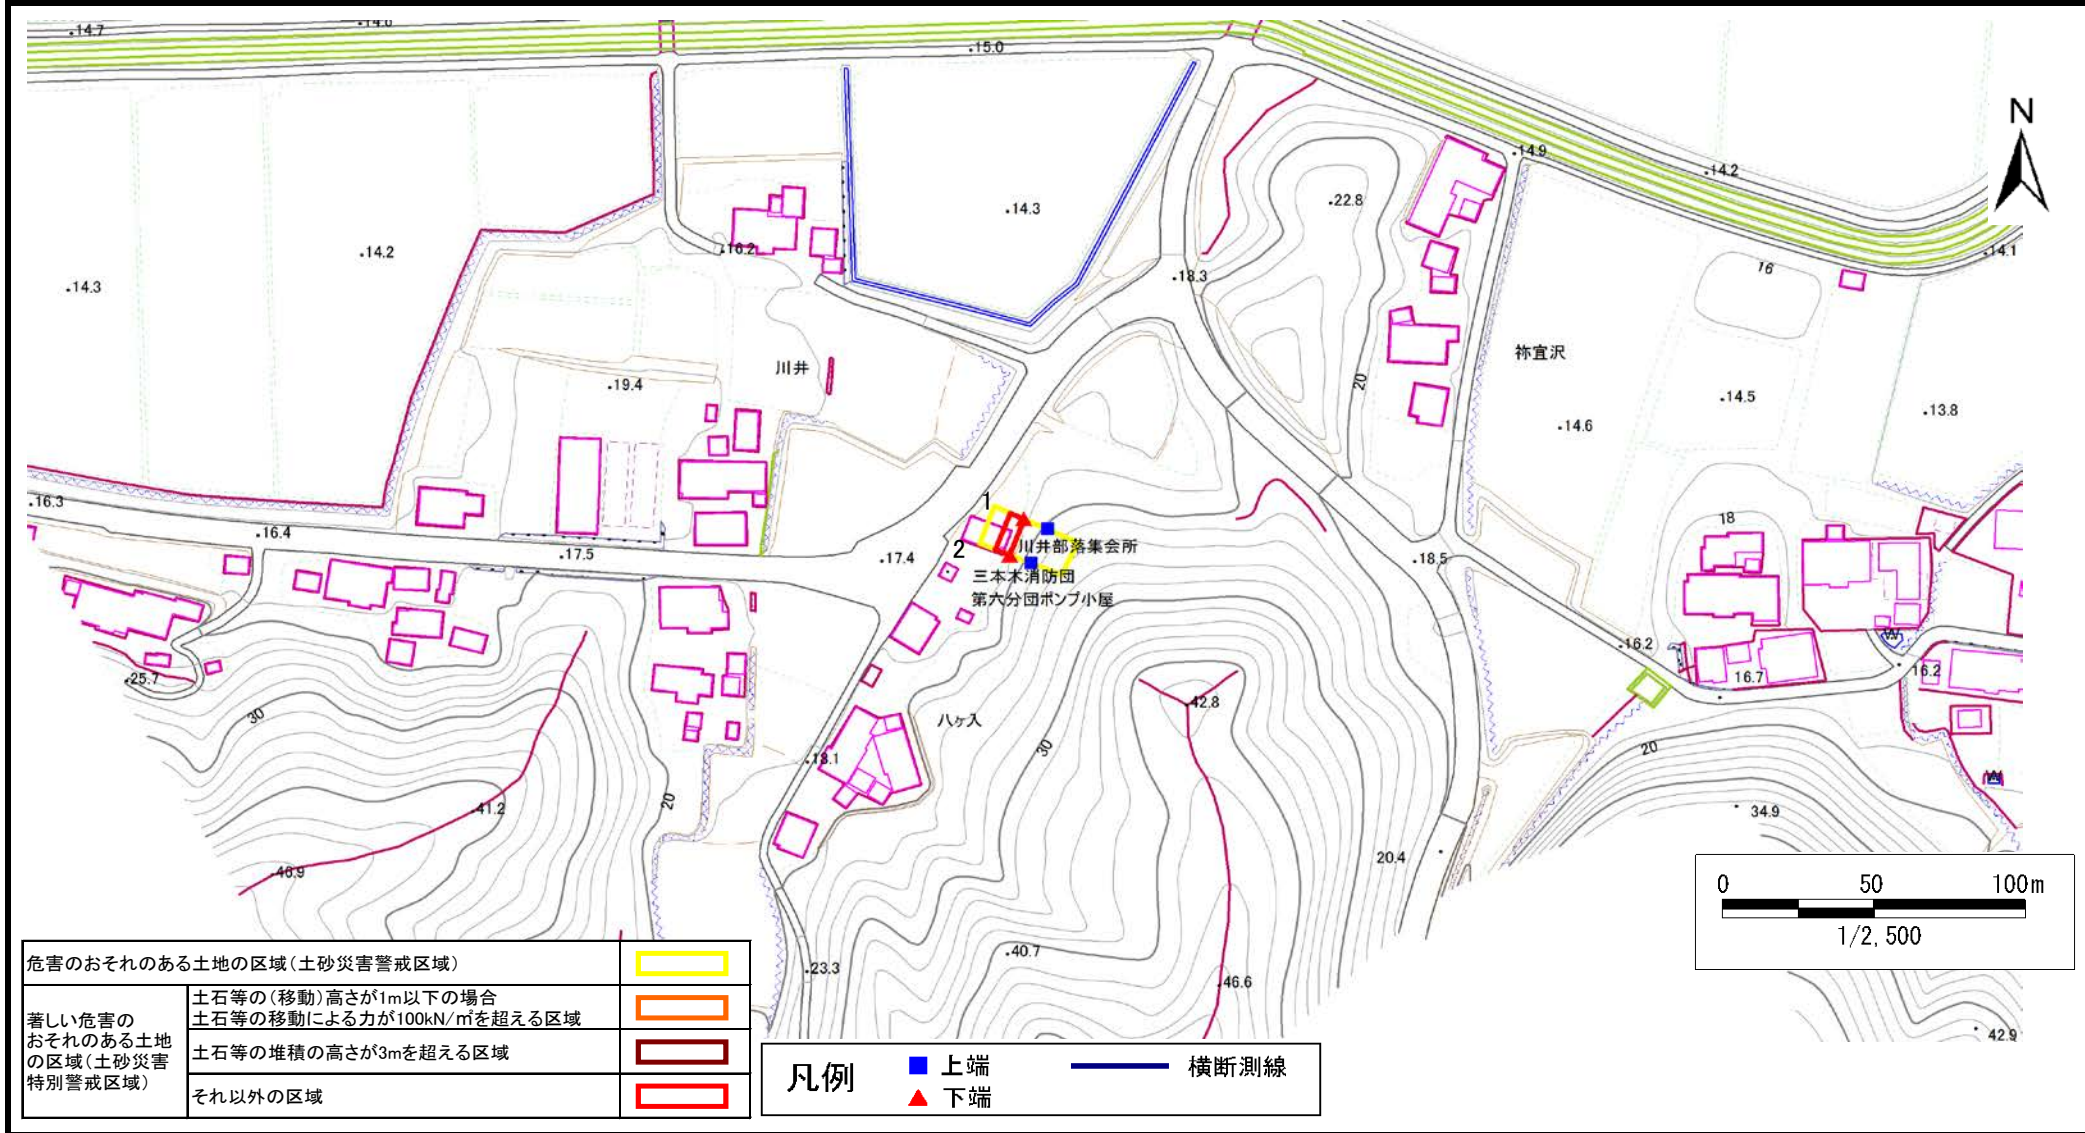 .14.7
.14.0
.15.0
N
.14.9
.14.2
.14.3
.22.8
.14.2
.16.2
.14.1
16
.18.3
.14.3
川井
祢宜沢
.19.4
20
.14.5
.13.8
.14.6
.16.3
1
18
.16.4
.17.5
2
川井部落集会所
.17.4
.18.5
三本木消防団
第六分団ポンプ小屋
W
.16.2
.25.7
16.7
16.2
30
.42.8
八ヶ入
30
20
.18.1
W
20
.41.2
34.9
20.4
.46.9
0 50 100m
1/2,500
.40.7
.23.3
.46.6
42.9
危害のおそれのある土地の区域(土砂災害警戒区域)
著しい危害の
おそれのある土地
の区域(土砂災害
特別警戒区域)
土石等の(移動)高さが1m以下の場合
土石等の移動による力が100kN/㎡を超える区域
土石等の堆積の高さが3mを超える区域
それ以外の区域
凡例
上端
下端
横断測線